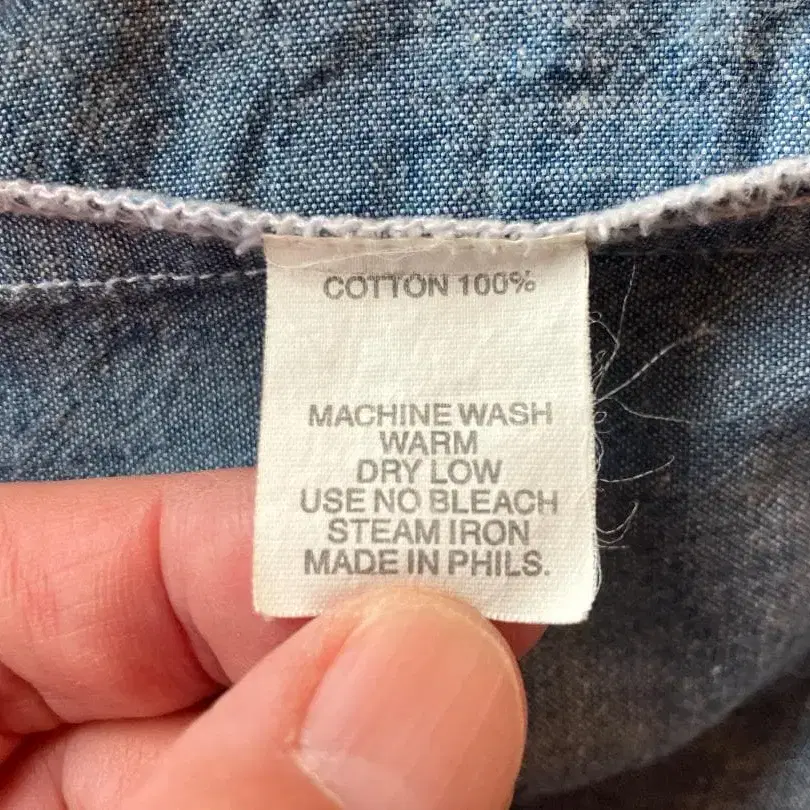 COTTON 100%
MACHINE WASH
WARM
DRY LOW
USE NO BLEACH
STEAM IRON
MADE IN PHILS.